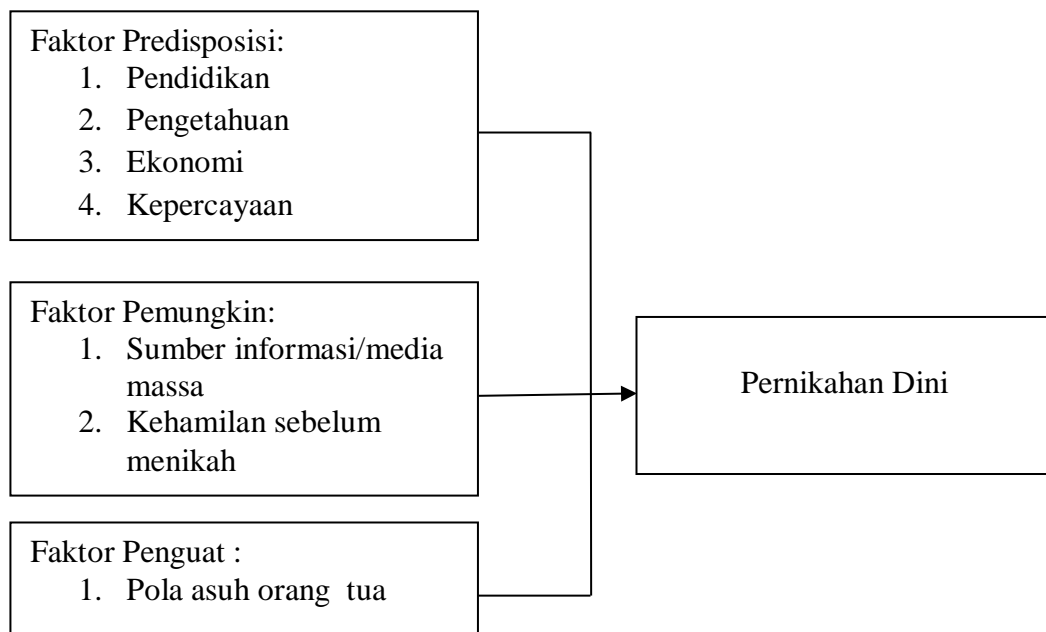 Faktor Predisposisi:
1. Pendidikan
2. Pengetahuan
3. Ekonomi
4. Kepercayaan
Faktor Pemungkin:
1. Sumber informasi/media
massa
2. Kehamilan sebelum
menikah
Pernikahan Dini
Faktor Penguat :
1. Pola asuh orang tua